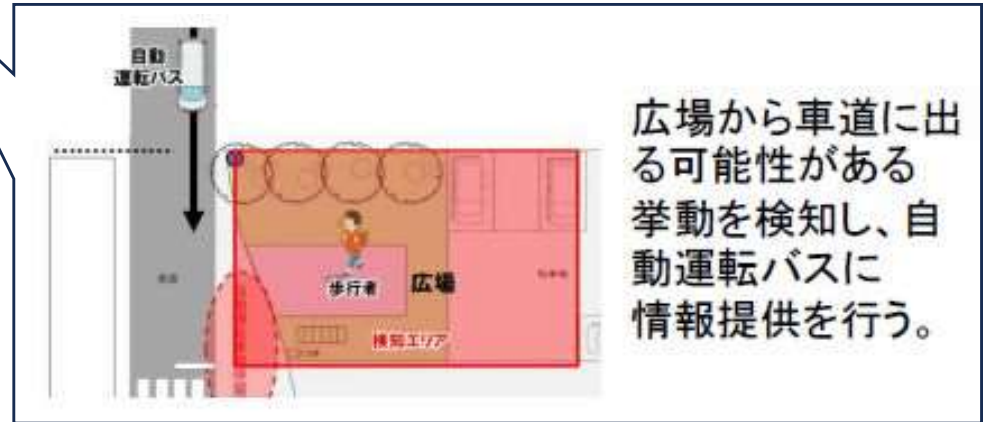 自動
運転バス
歩行者
広場
検知エリア
広場から車道に出
る可能性がある
挙動を検知し、自
動運転バスに
情報提供を行う。